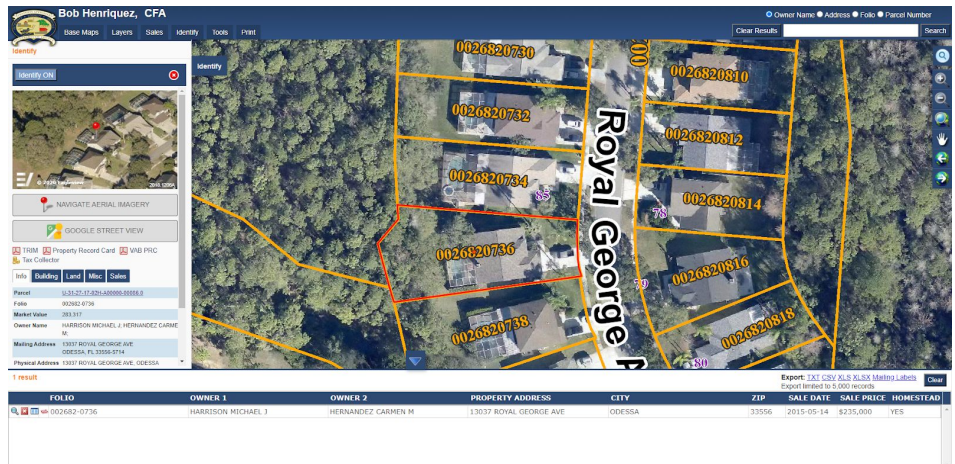 Bob Henriquez, CFA
Owner Name Address Folio Parcel Number
Base Maps Layers Sales Identify Tools Print
Clear Results Search
Identify
Identify ON
© 2020 Eagleview
NAVIGATE AERIAL IMAGERY
GOOGLE STREET VIEW
TRIM Property Record Card VAB PRC
Tax Collector
Info Building Land Misc Sales
Parcel
Folio 002682-0736
Market Value 283,317
Owner Name HARRISON MICHAEL J; HERNANDEZ CARME
M;
Mailing Address 13037 ROYAL GEORGE AVE
ODESSA, FL 33556-5714
Physical Address 13037 ROYAL GEORGE AVE, ODESSA
Identify
0026820730
0026820732
0026820734
85
0026820736
0026820738
Royal George A
00
0026820810
0026820812
78
0026820814
79
0026820816
0026820818
80
1 result
Export: TXT CSV XLS XLSX Mailing Labels Clear
Export limited to 5,000 records
FOLIO OWNER 1 OWNER 2 PROPERTY ADDRESS CITY ZIP SALE DATE SALE PRICE HOMESTEAD
002682-0736 HARRISON MICHAEL J HERNANDEZ CARMEN M 13037 ROYAL GEORGE AVE ODESSA 33556 2015-05-14 $235,000 YES